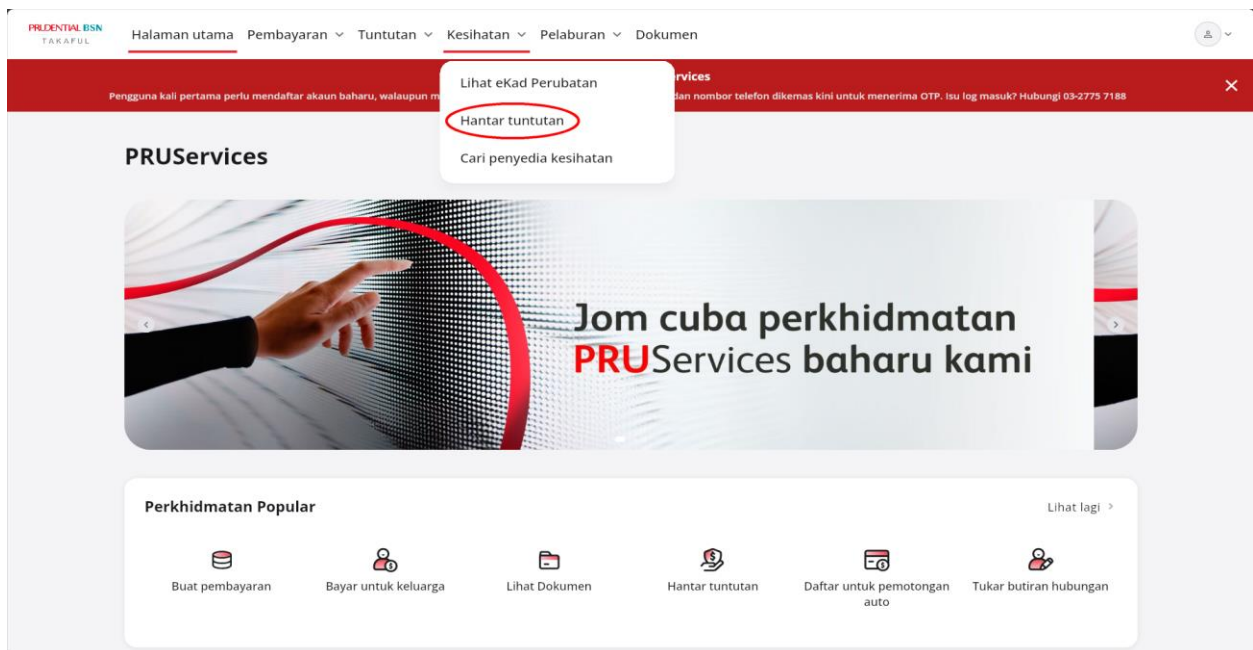 PRUDENTIAL BSN
TAKAFUL
Halaman utama Pembayaran Tuntutan Kesihatan Pelaburan Dokumen
Lihat eKad Perubatan
Hantar tuntutan
Cari penyedia kesihatan
Pengguna kali pertama perlu mendaftar akaun baharu, walaupun dan nombor telefon dikemas kini untuk menerima OTP. Isu log masuk? Hubungi 03-2775 7188
PRUServices
Jom cuba perkhidmatan
PRUServices baharu kami
Perkhidmatan Popular Lihat lagi
Buat pembayaran Bayar untuk keluarga Lihat Dokumen Hantar tuntutan Daftar untuk pemotongan auto Tukar butiran hubungan